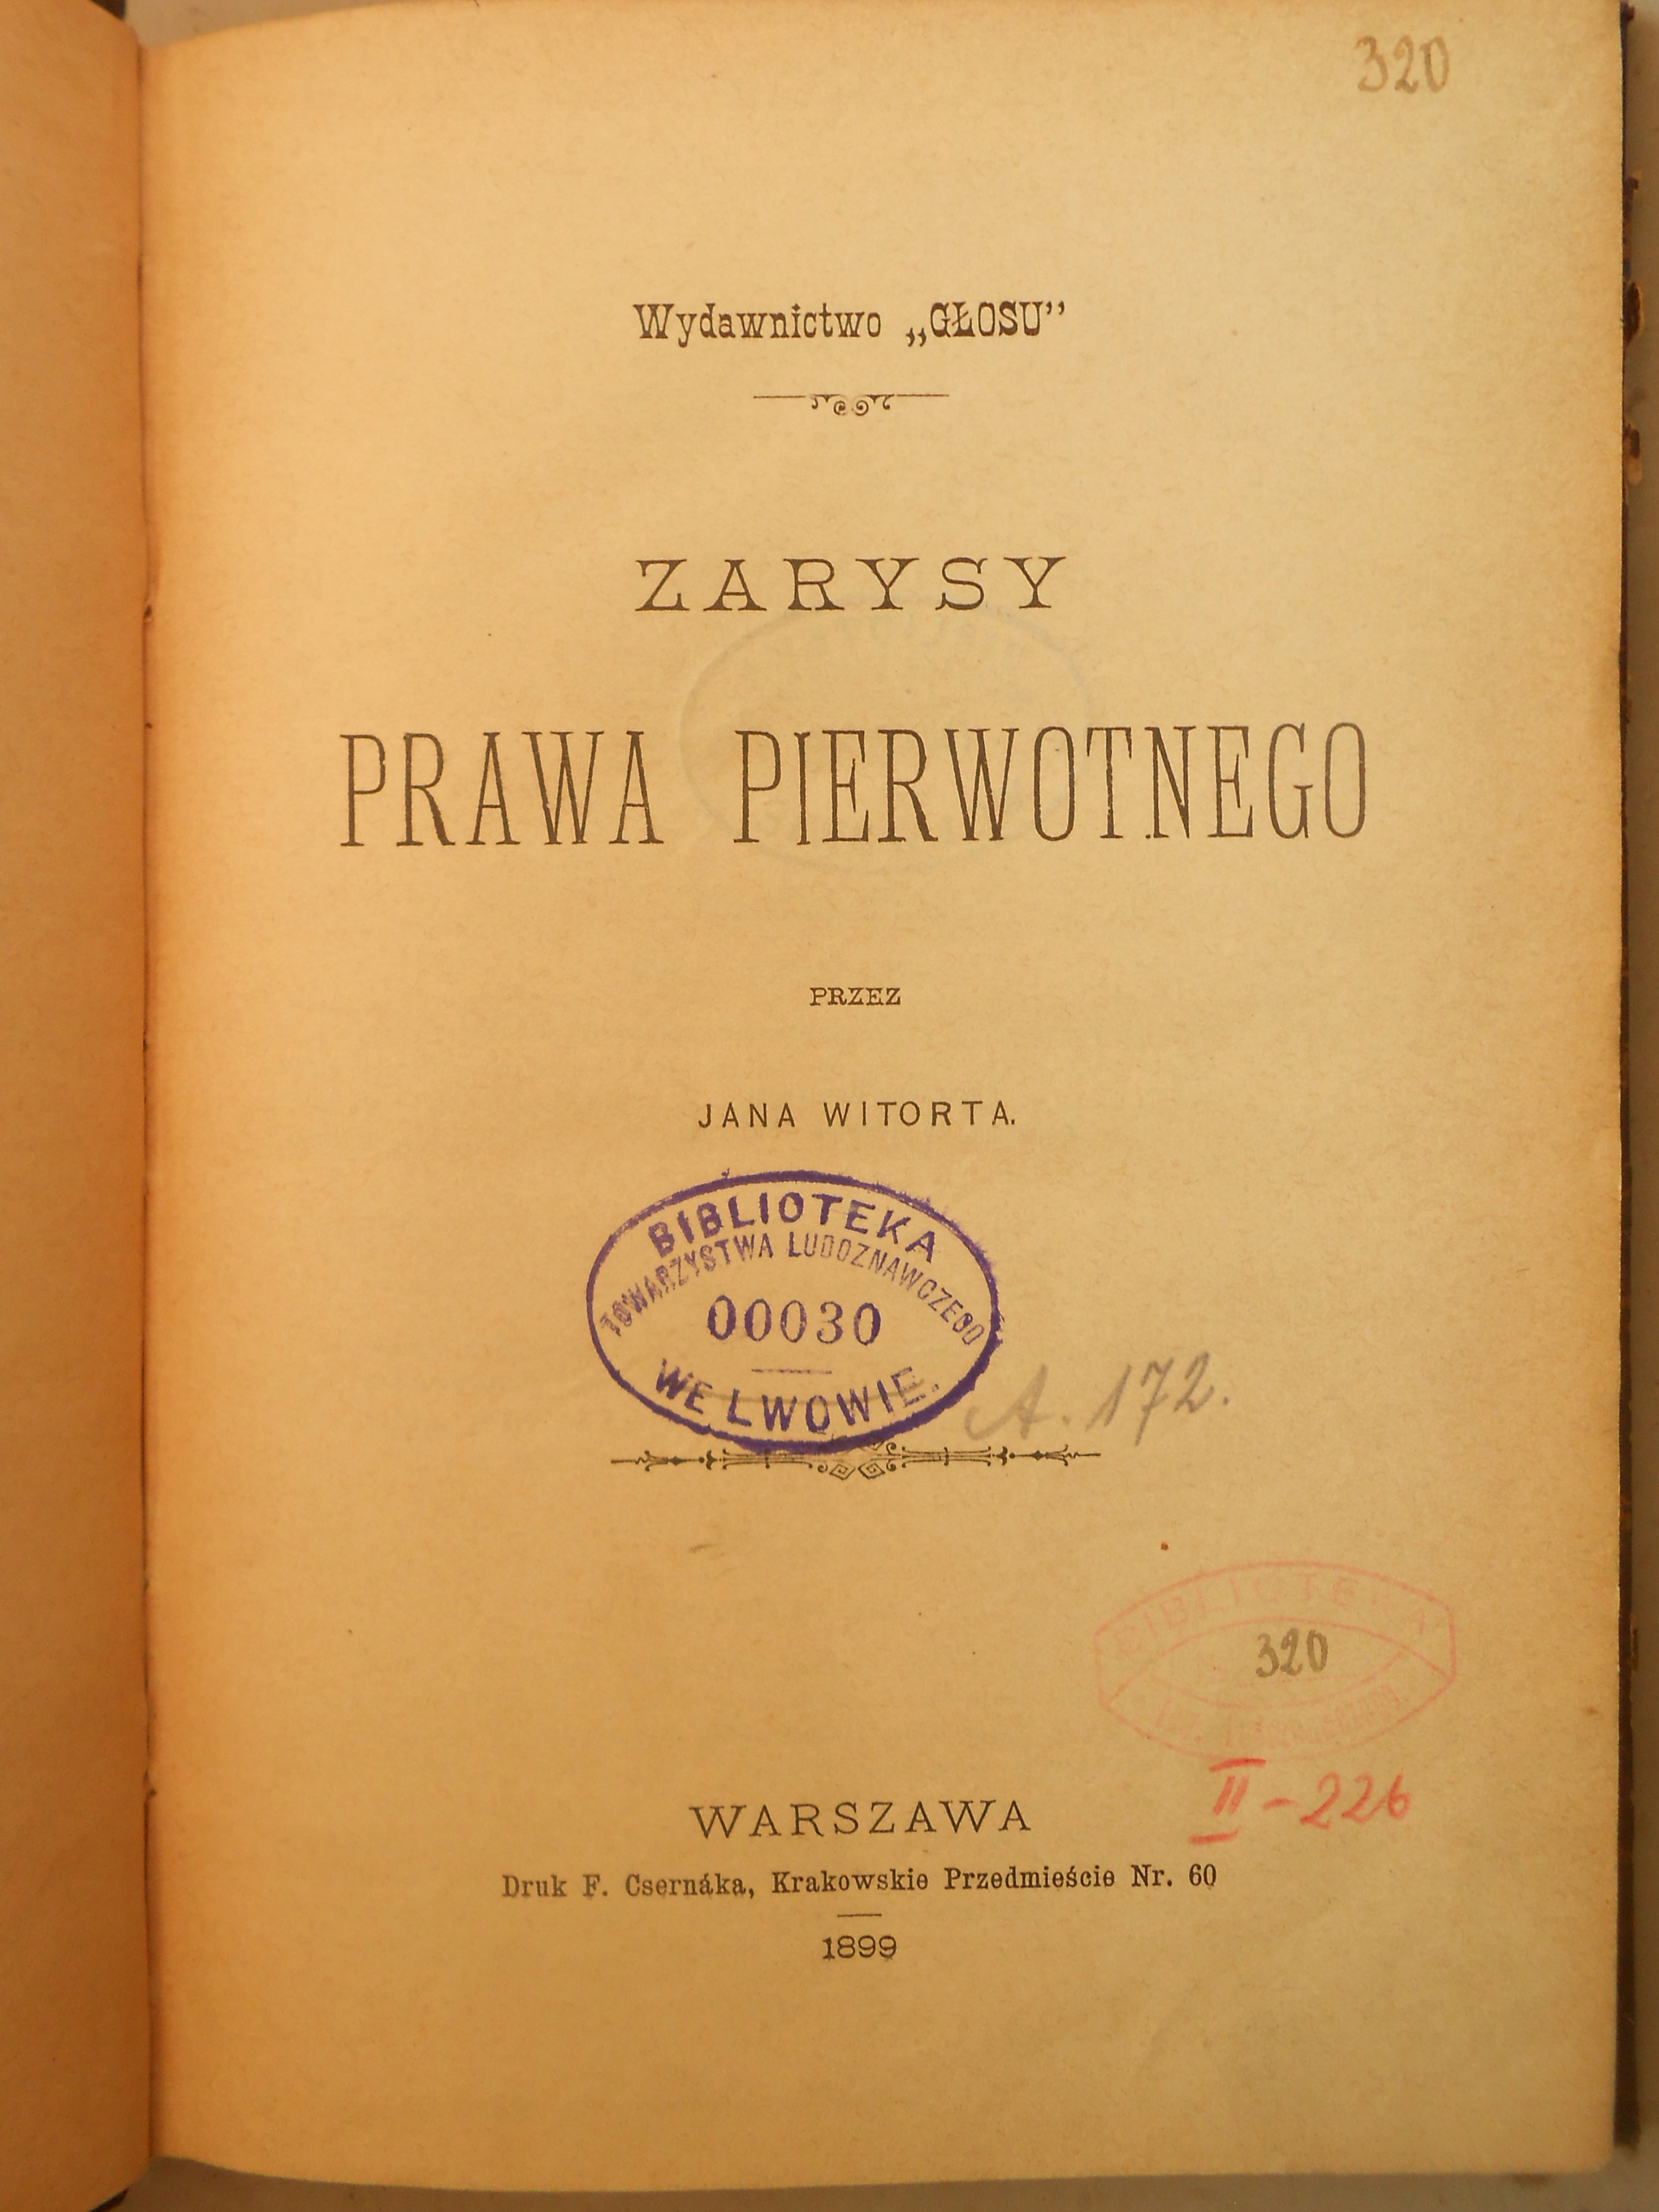 320
Wydawnictwo „GŁOSU”
ZARYSY
PRAWA PIERWOTNEGO
PRZEZ
JANA WITORTA.
BIBLIOTEKA
TOWARZYSTWA LUDOZNAWCZEGO
00030
WE LWOWIE.
A. 172.
BIBLIOTEKA
320
II - 226
WARSZAWA
Druk F. Csernáka, Krakowskie Przedmieście Nr. 60
1899